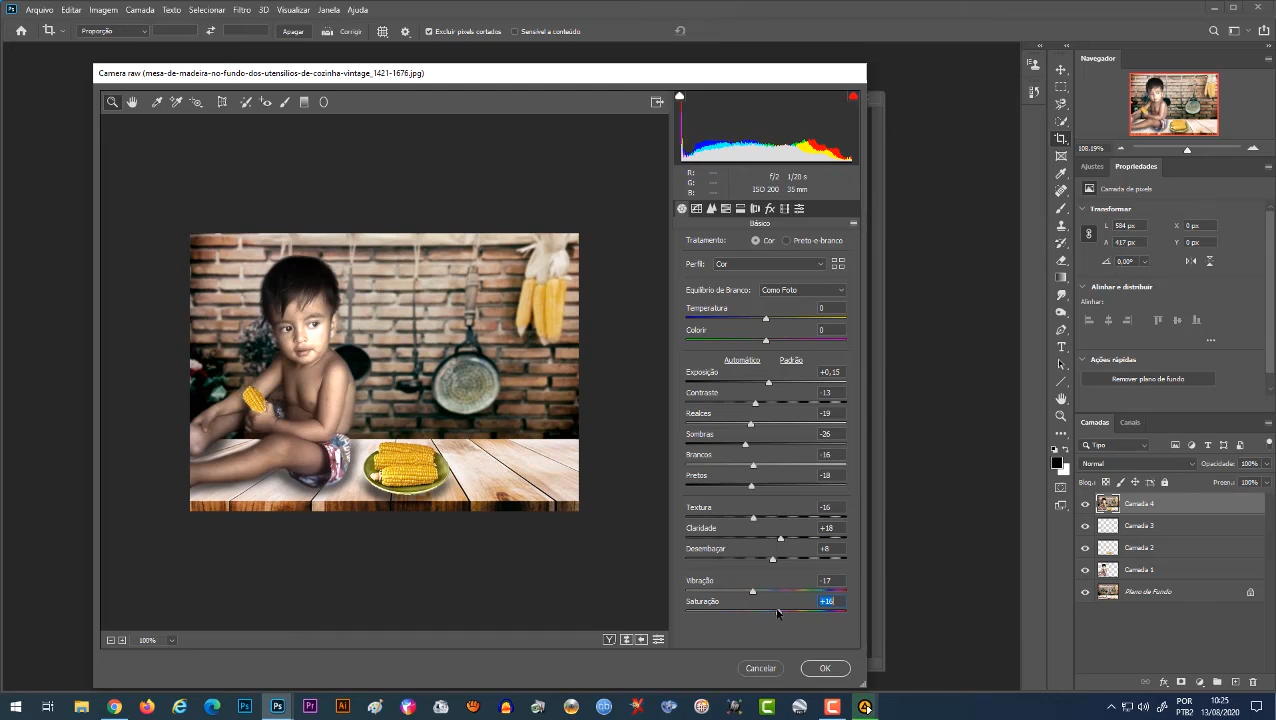 Arquivo Editar Imagem Camada Texto Selecionar Filtro 3D Visualizar Janela Ajuda
Proporção Apagar Corrigir Excluir pixels cortados Sensível a conteúdo
Camera raw (mesa-de-madeira-no-fundo-dos-utensilios-de-cozinha-vintage_1421-1676.jpg)
R: ---
G: ---
B: ---
f/2 1/20 s
ISO 200 35 mm
fx
Básico
Tratamento: Cor Preto-e-branco
Perfil: Cor
Equilíbrio de Branco: Como Foto
Temperatura 0
Colorir 0
Automático Padrão
Exposição +0,15
Contraste -13
Realces -19
Sombras -26
Brancos -16
Pretos -18
Textura -16
Claridade +18
Desembaçar +8
Vibração -17
Saturação +16
100%
Y
Cancelar OK
Navegador
108.19%
Ajustes Propriedades
Camada de pixels
Transformar
L 584 px X 0 px
A 417 px Y 0 px
0,00°
Alinhar e distribuir
Alinhar:
Ações rápidas
Remover plano de fundo
Camadas Canais
Tipo
Normal Opacidade: 100%
Preen.: 100%
Camada 4
Camada 3
Camada 2
Camada 1
Plano de Fundo
fx
Ps Ps Pr Ai
POR
PTB2
10:25
13/08/2020